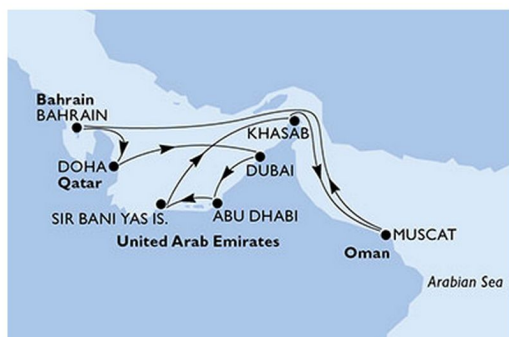 Bahrain
BAHRAIN
KHASAB
DOHA
Qatar
DUBAI
SIR BANI YAS IS.
ABU DHABI
United Arab Emirates
MUSCAT
Oman
Arabian Sea